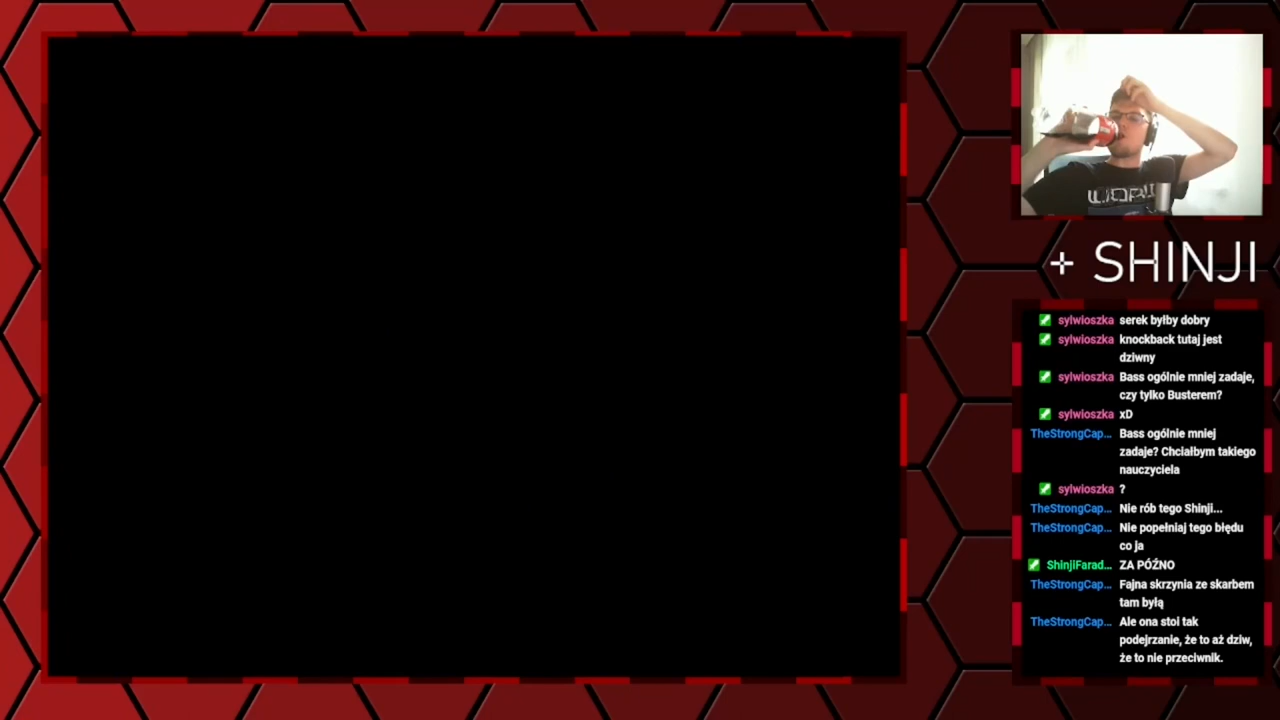 + SHINJI
sylwioszka serek byłby dobry
sylwioszka knockback tutaj jest
dziwny
sylwioszka Bass ogólnie mniej zadaje,
czy tylko Busterem?
sylwioszka xD
TheStrongCap... Bass ogólnie mniej
zadaje? Chciałbym takiego
nauczyciela
sylwioszka ?
TheStrongCap... Nie rób tego Shinji...
TheStrongCap... Nie popełniaj tego błędu
co ja
ShinjiFarad... ZA PÓŹNO
TheStrongCap... Fajna skrzynia ze skarbem
tam byłą
TheStrongCap... Ale ona stoi tak
podejrzanie, że to aż dziw,
że to nie przeciwnik.